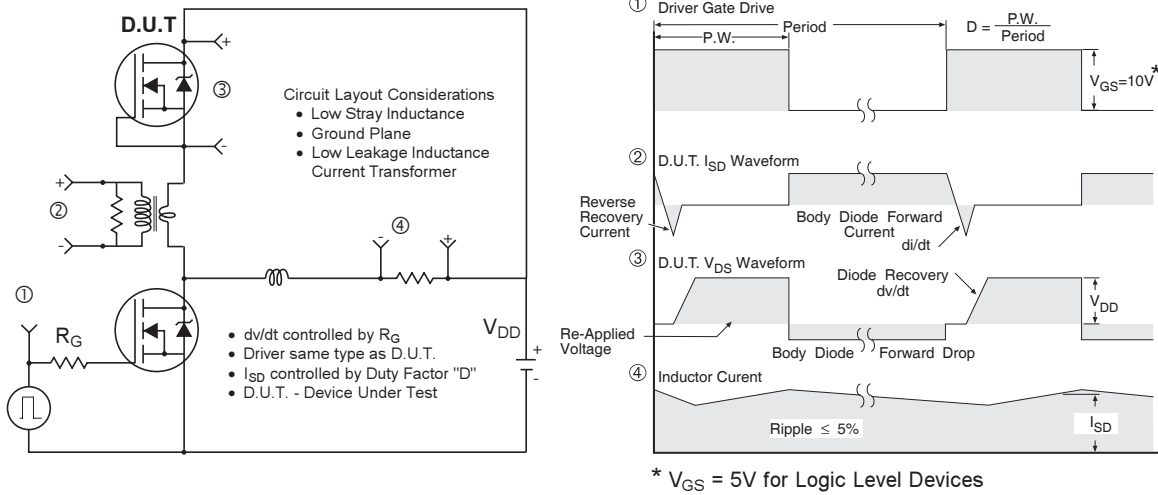 D.U.T
+
③
-
Circuit Layout Considerations
• Low Stray Inductance
• Ground Plane
• Low Leakage Inductance
Current Transformer
+
②
-
④
-
+
①
R_G
V_DD
+
-
• dv/dt controlled by R_G
• Driver same type as D.U.T.
• I_SD controlled by Duty Factor "D"
• D.U.T. - Device Under Test
① Driver Gate Drive
P.W.
Period
D = P.W. / Period
V_GS=10V *
② D.U.T. I_SD Waveform
Reverse
Recovery
Current
Body Diode Forward
Current
di/dt
③ D.U.T. V_DS Waveform
Diode Recovery
dv/dt
V_DD
Re-Applied
Voltage
Body Diode Forward Drop
④ Inductor Curent
I_SD
Ripple ≤ 5%
* V_GS = 5V for Logic Level Devices